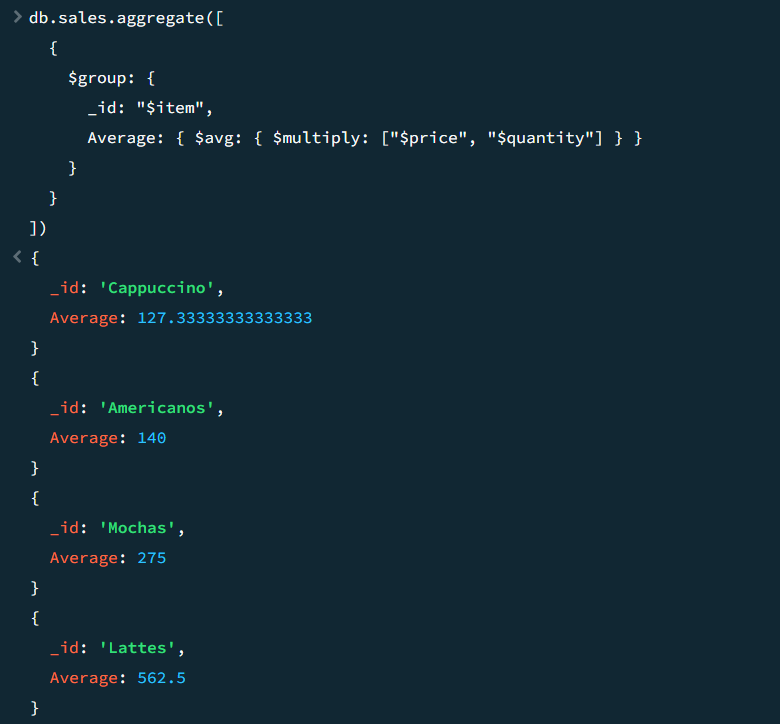 db.sales.aggregate([
{
$group: {
_id: "$item",
Average: { $avg: { $multiply: ["$price", "$quantity"] } }
}
}
])
{
_id: 'Cappuccino',
Average: 127.33333333333333
}
{
_id: 'Americanos',
Average: 140
}
{
_id: 'Mochas',
Average: 275
}
{
_id: 'Lattes',
Average: 562.5
}